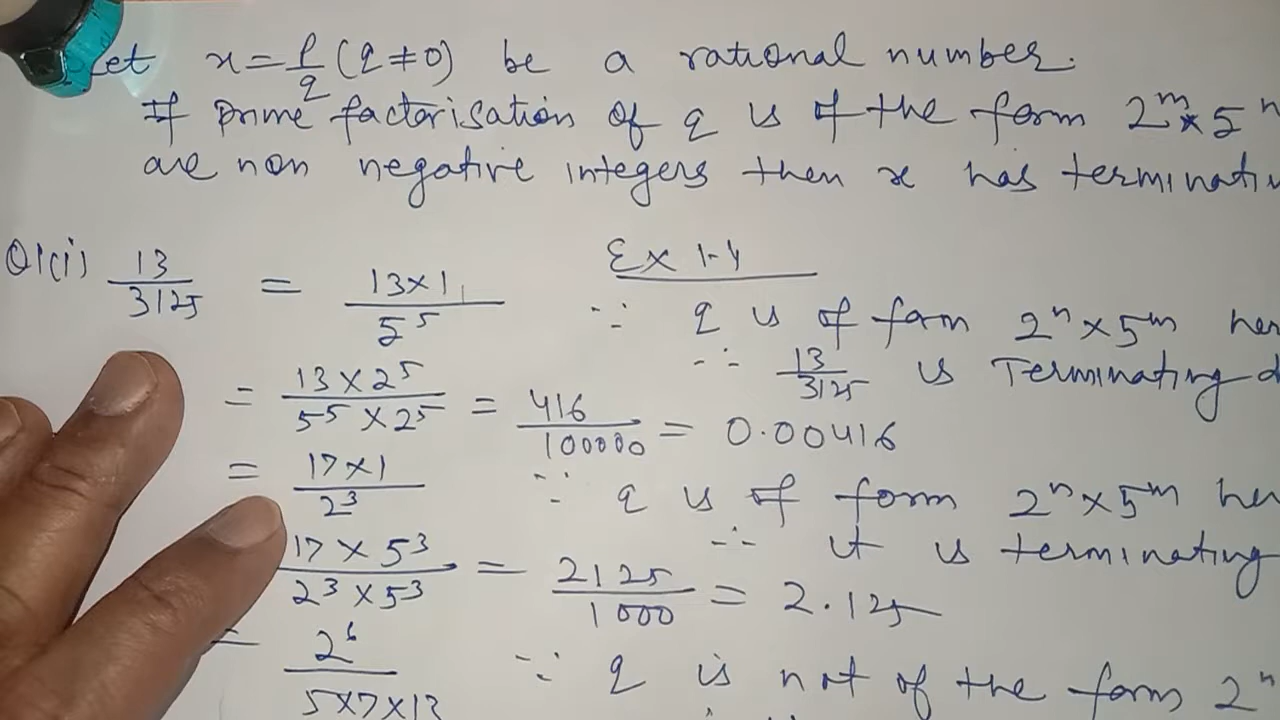 Let x = p/q (q ≠ 0) be a rational number.
If prime factorisation of q is of the form 2^m × 5^n
are non negative integers then x has terminatin
Q1(i) 13/3125 = 13×1/5^5
Ex 1.4
∵ q is of form 2^n × 5^m her
∴ 13/3125 is Terminating d
= 13 × 2^5/5^5 × 2^5 = 416/100000 = 0.00416
= 17×1/2^3 ∵ q is of form 2^n × 5^m her
∴ it is terminating
17 × 5^3/2^3 × 5^3 = 2125/1000 = 2.125
= 2^6/5×7×13 ∵ q is not of the form 2^n